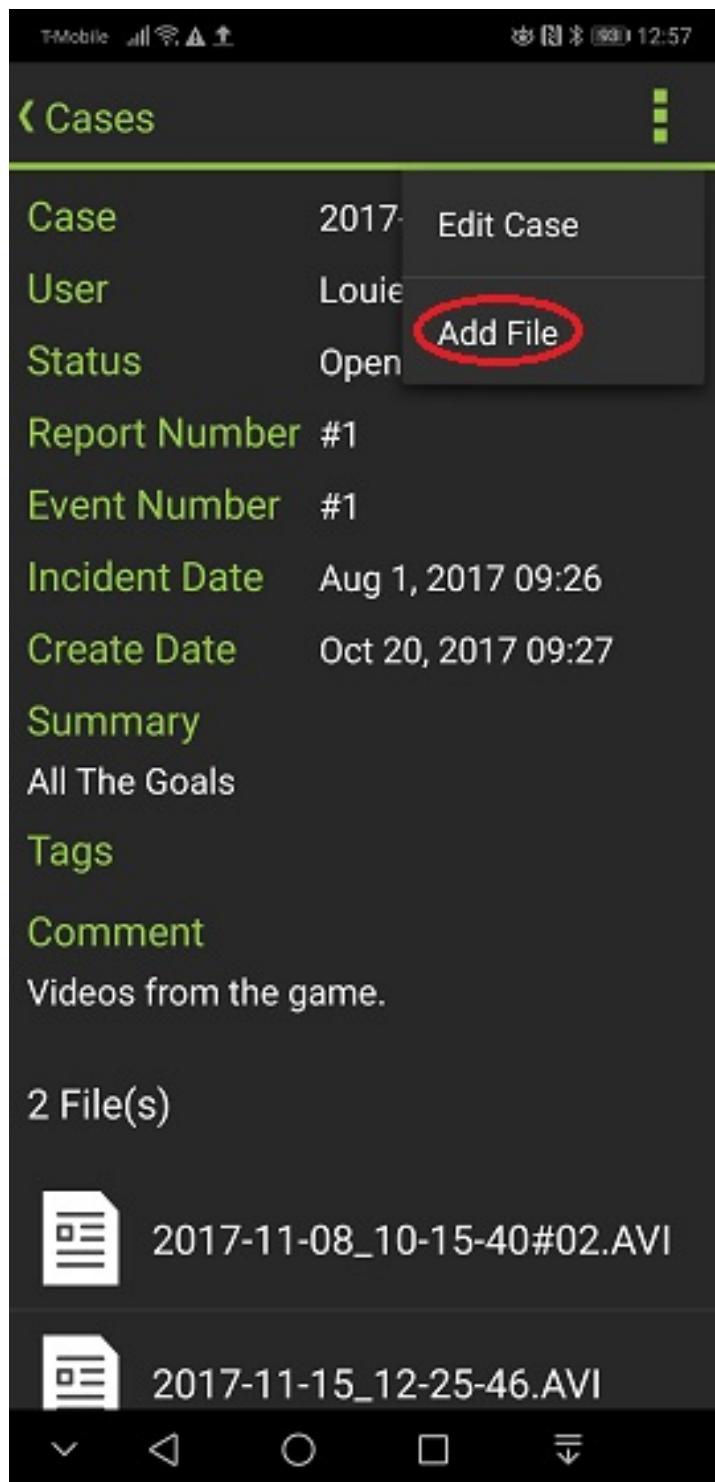 T-Mobile 93 12:57
Cases
Case 2017-
Edit Case
User Louie
Add File
Status Open
Report Number #1
Event Number #1
Incident Date Aug 1, 2017 09:26
Create Date Oct 20, 2017 09:27
Summary
All The Goals
Tags
Comment
Videos from the game.
2 File(s)
2017-11-08_10-15-40#02.AVI
2017-11-15_12-25-46.AVI